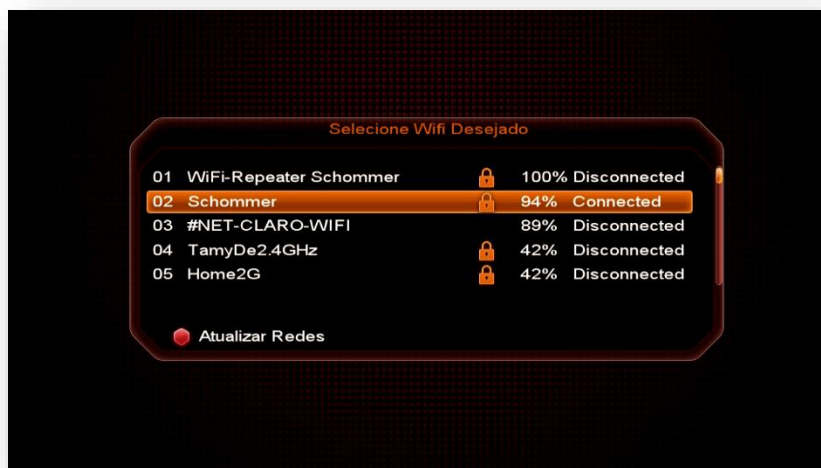 Selecione Wifi Desejado
01 WiFi-Repeater Schommer 100% Disconnected
02 Schommer 94% Connected
03 #NET-CLARO-WIFI 89% Disconnected
04 TamyDe2.4GHz 42% Disconnected
05 Home2G 42% Disconnected
Atualizar Redes